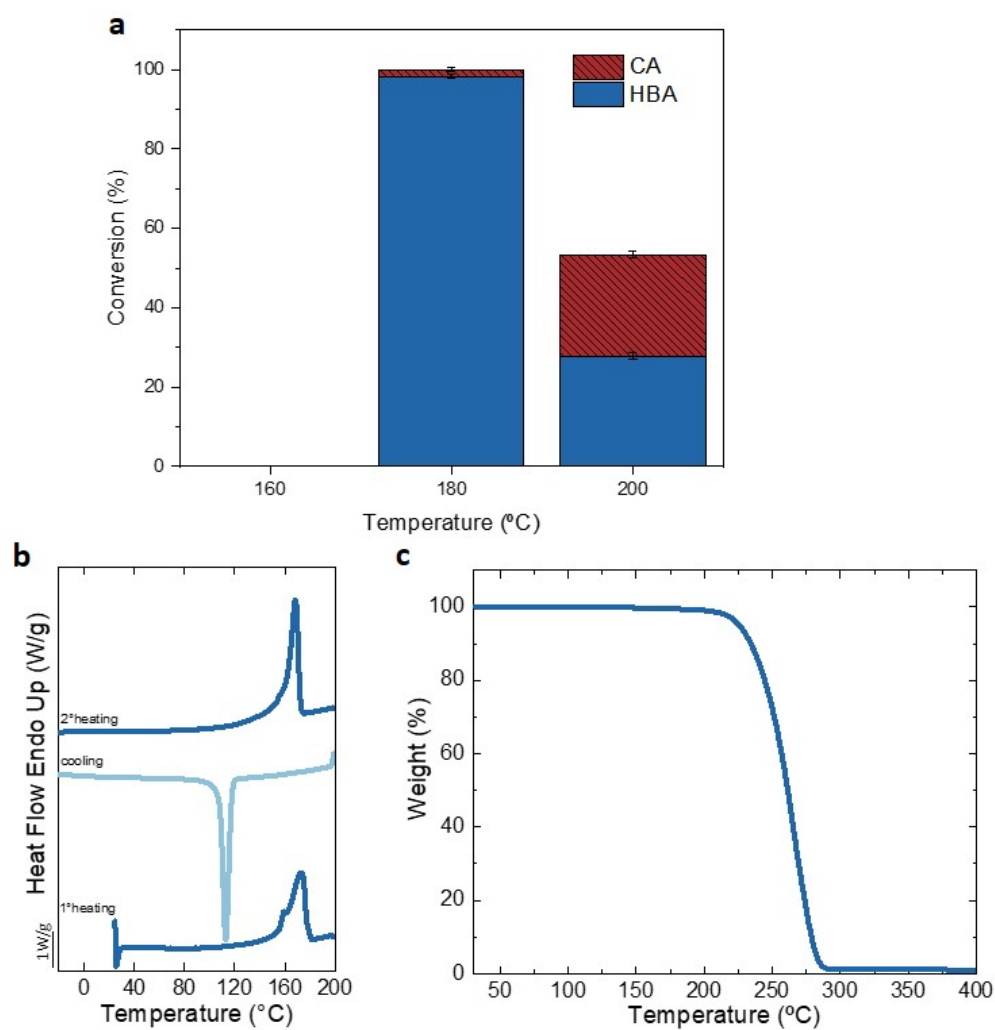 a
Conversion (%)
100
80
60
40
20
0
CA
HBA
160
180
200
Temperature (ºC)
b
Heat Flow Endo Up (W/g)
2°heating
cooling
1°heating
1W/g
0
40
80
120
160
200
Temperature (°C)
c
Weight (%)
100
80
60
40
20
0
50
100
150
200
250
300
350
400
Temperature (ºC)